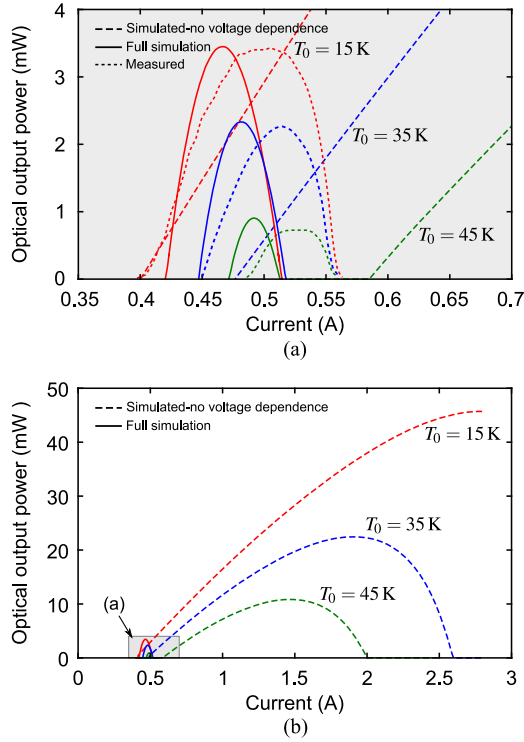 4
3
2
1
0
Optical output power (mW)
Simulated-no voltage dependence
Full simulation
Measured
T₀ = 15 K
T₀ = 35 K
T₀ = 45 K
0.35 0.4 0.45 0.5 0.55 0.6 0.65 0.7
Current (A)
(a)
50
40
30
20
10
0
Optical output power (mW )
Simulated-no voltage dependence
Full simulation
T₀ = 15 K
T₀ = 35 K
T₀ = 45 K
(a)
0 0.5 1 1.5 2 2.5 3
Current (A)
(b)